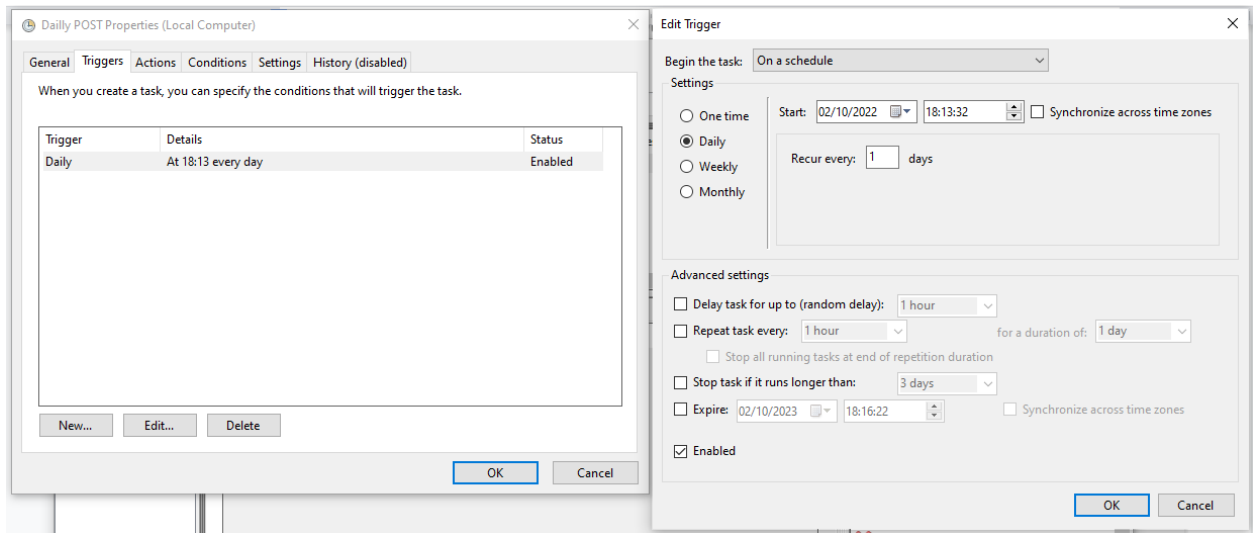 Dailly POST Properties (Local Computer)
General Triggers Actions Conditions Settings History (disabled)
When you create a task, you can specify the conditions that will trigger the task.
Trigger Details Status
Daily At 18:13 every day Enabled
New... Edit... Delete
OK Cancel
Edit Trigger
Begin the task: On a schedule
Settings
One time
Daily
Weekly
Monthly
Start: 02/10/2022 18:13:32 Synchronize across time zones
Recur every: 1 days
Advanced settings
Delay task for up to (random delay): 1 hour
Repeat task every: 1 hour for a duration of: 1 day
Stop all running tasks at end of repetition duration
Stop task if it runs longer than: 3 days
Expire: 02/10/2023 18:16:22 Synchronize across time zones
Enabled
OK Cancel